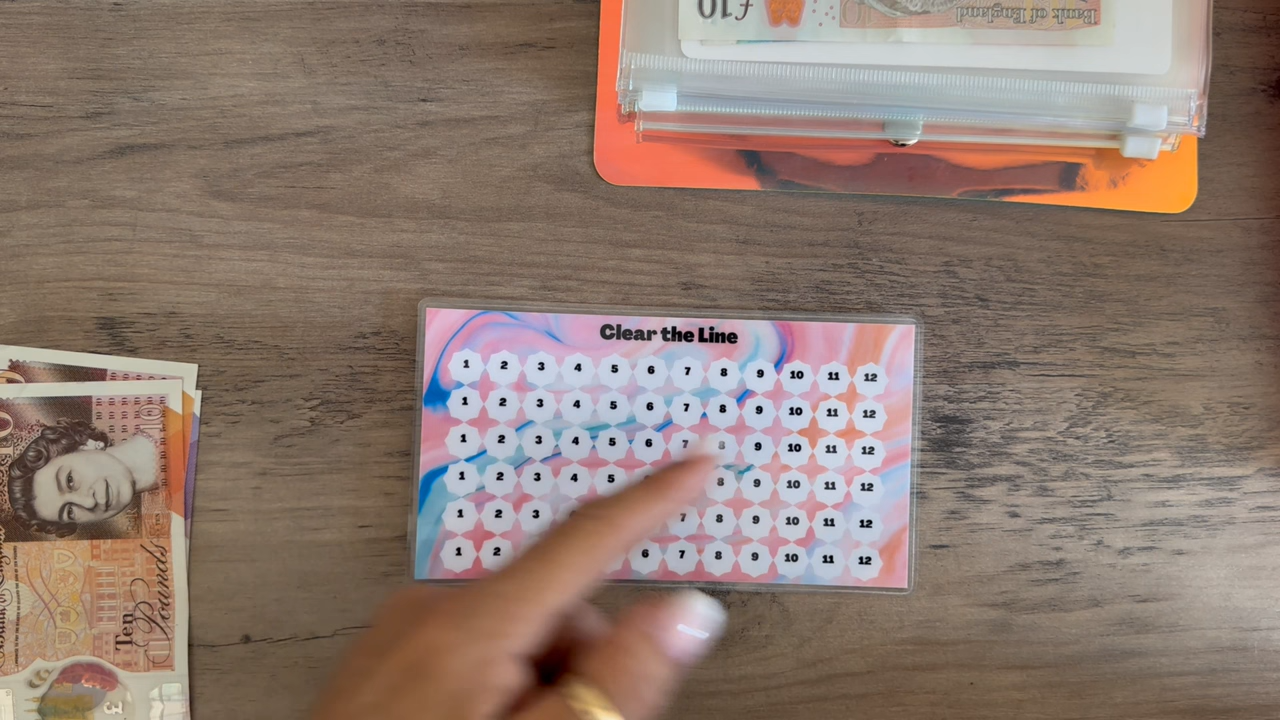 £10
10
Bank of England
Clear the Line
1 2 3 4 5 6 7 8 9 10 11 12
1 2 3 4 5 6 7 8 9 10 11 12
1 2 3 4 5 6 7 8 9 10 11 12
1 2 3 4 5 8 9 10 11 12
1 2 3 7 8 9 10 11 12
1 2 6 7 8 9 10 11 12
Ten
Pounds